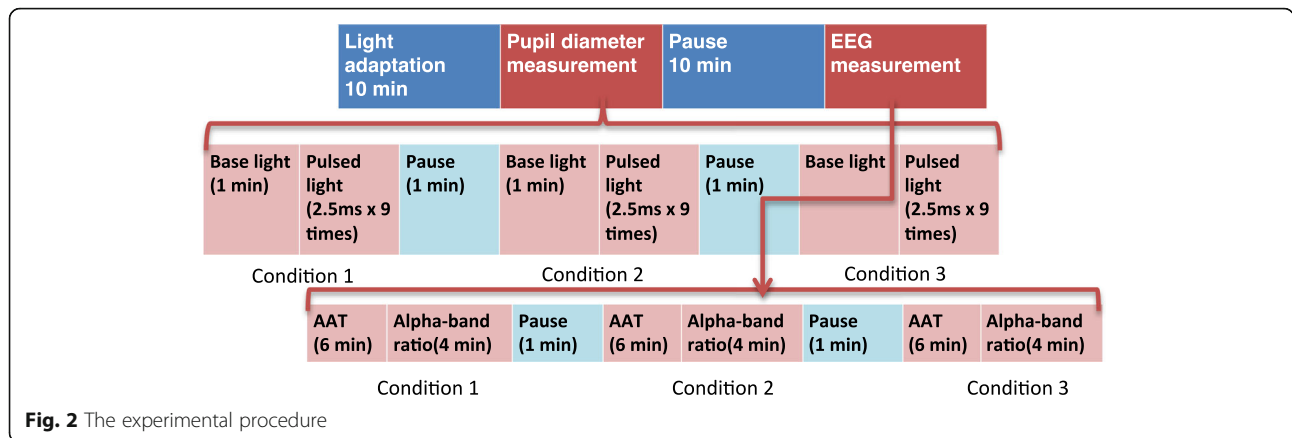 Light
adaptation
10 min
Pupil diameter
measurement
Pause
10 min
EEG
measurement
Base light
(1 min)
Pulsed
light
(2.5ms x 9
times)
Pause
(1 min)
Base light
(1 min)
Pulsed
light
(2.5ms x 9
times)
Pause
(1 min)
Base light
Pulsed
light
(2.5ms x 9
times)
Condition 1
Condition 2
Condition 3
AAT
(6 min)
Alpha-band
ratio(4 min)
Pause
(1 min)
AAT
(6 min)
Alpha-band
ratio(4 min)
Pause
(1 min)
AAT
(6 min)
Alpha-band
ratio(4 min)
Condition 1
Condition 2
Condition 3
Fig. 2 The experimental procedure